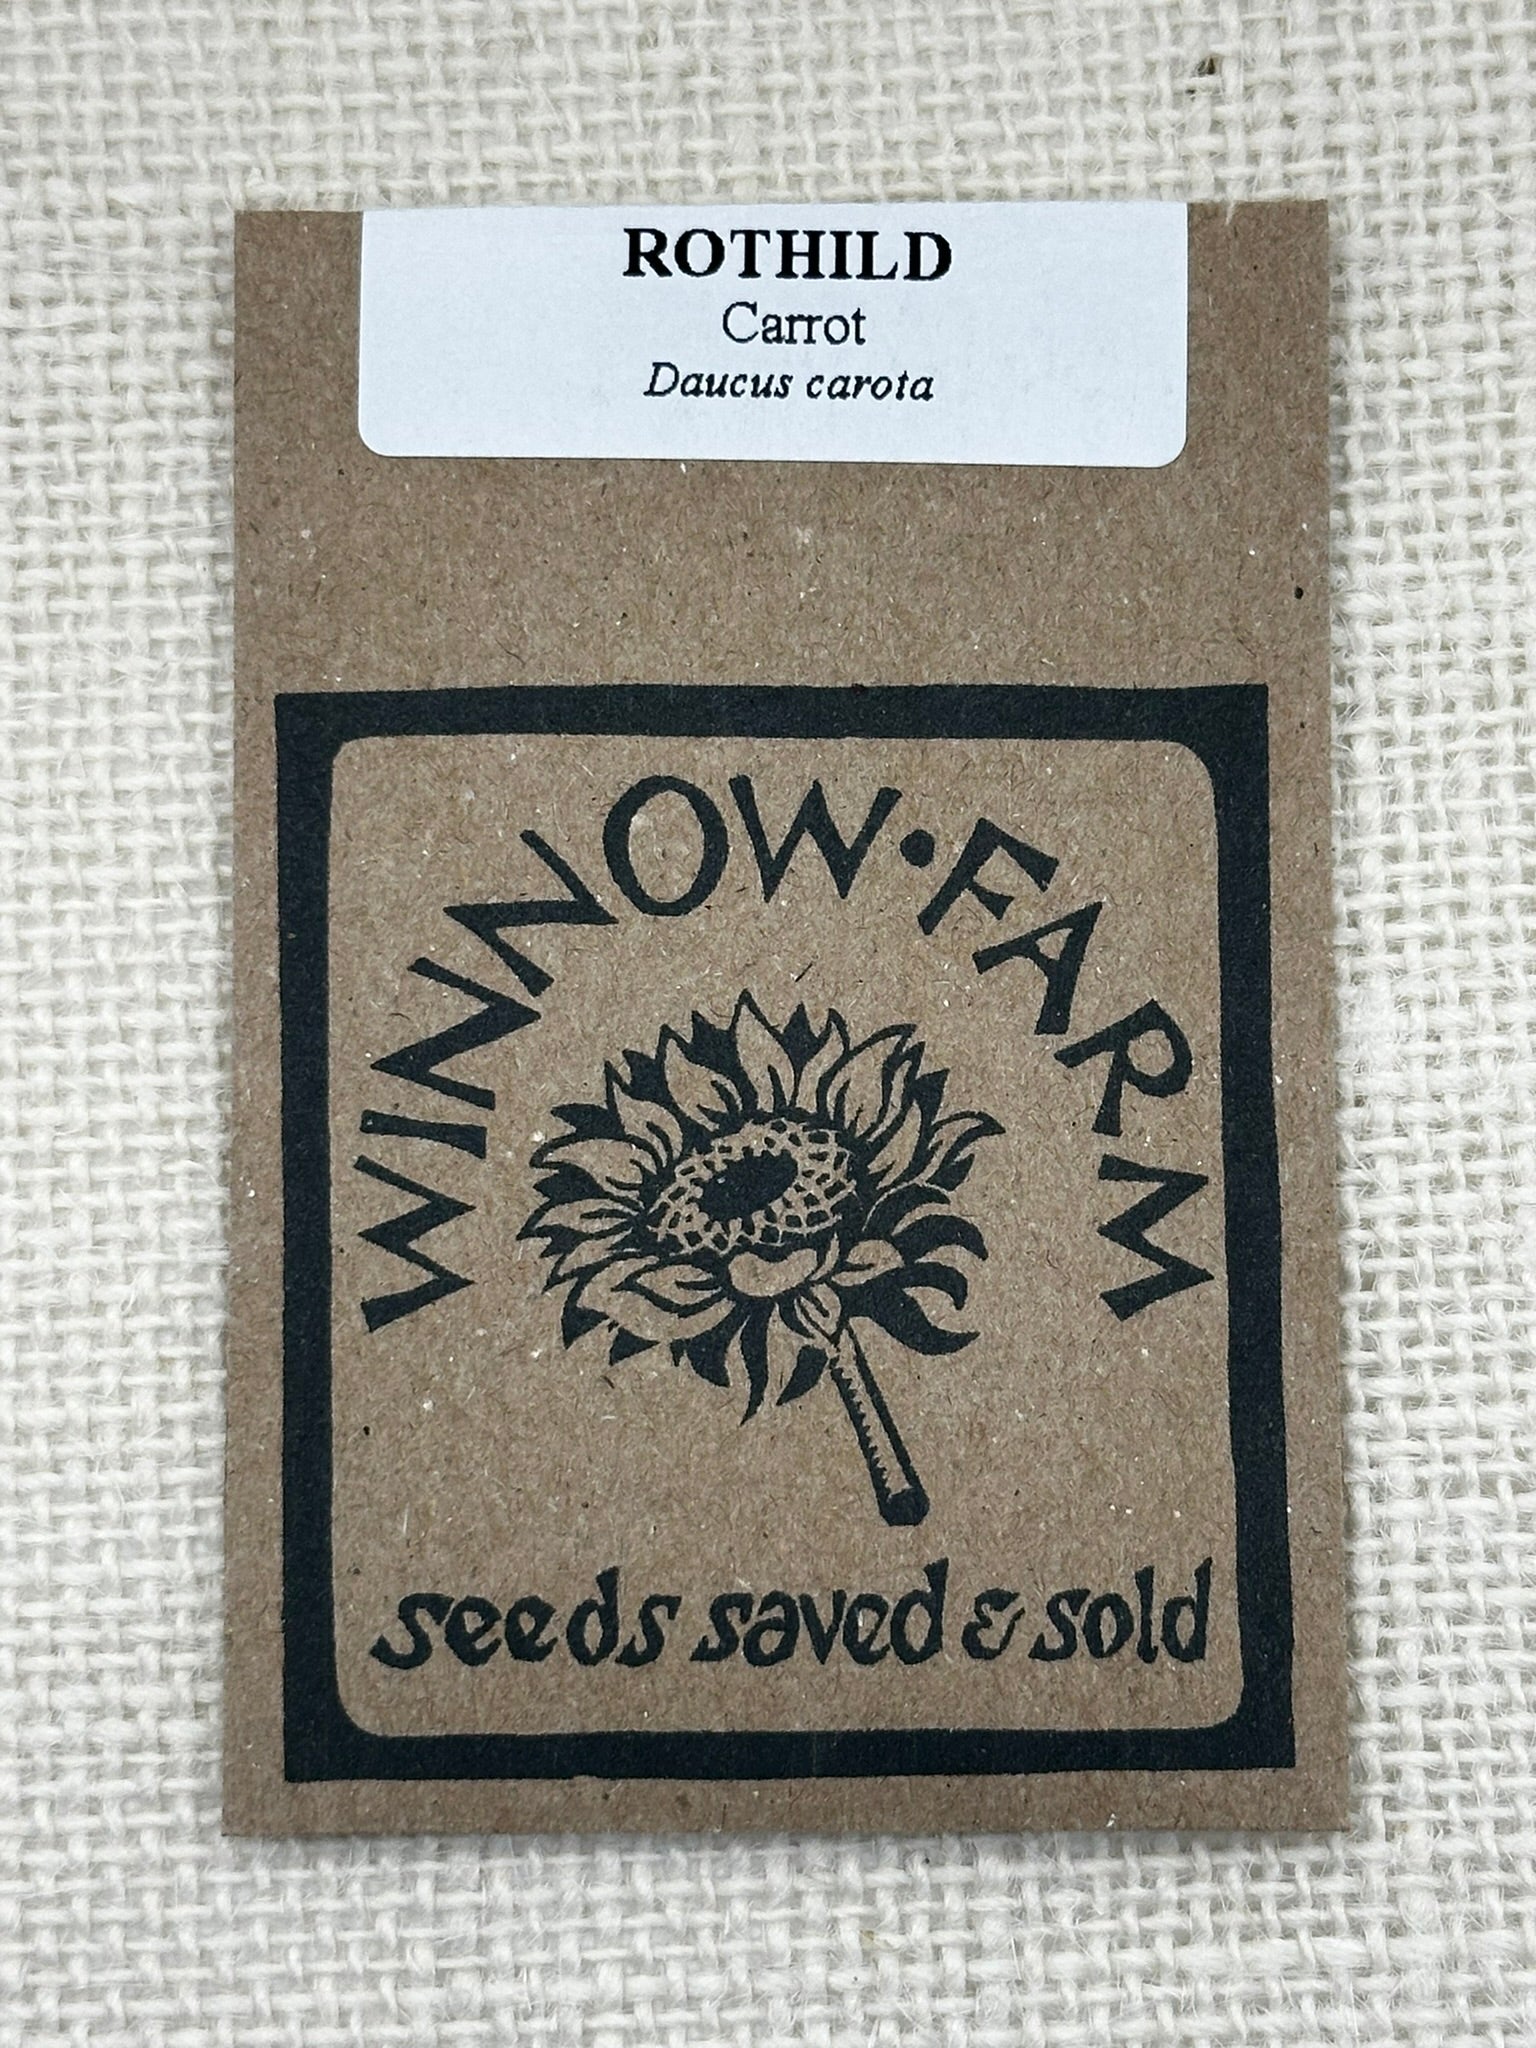 ROTHILD
Carrot
Daucus carota
WINNOW·FARM
seeds saved & sold